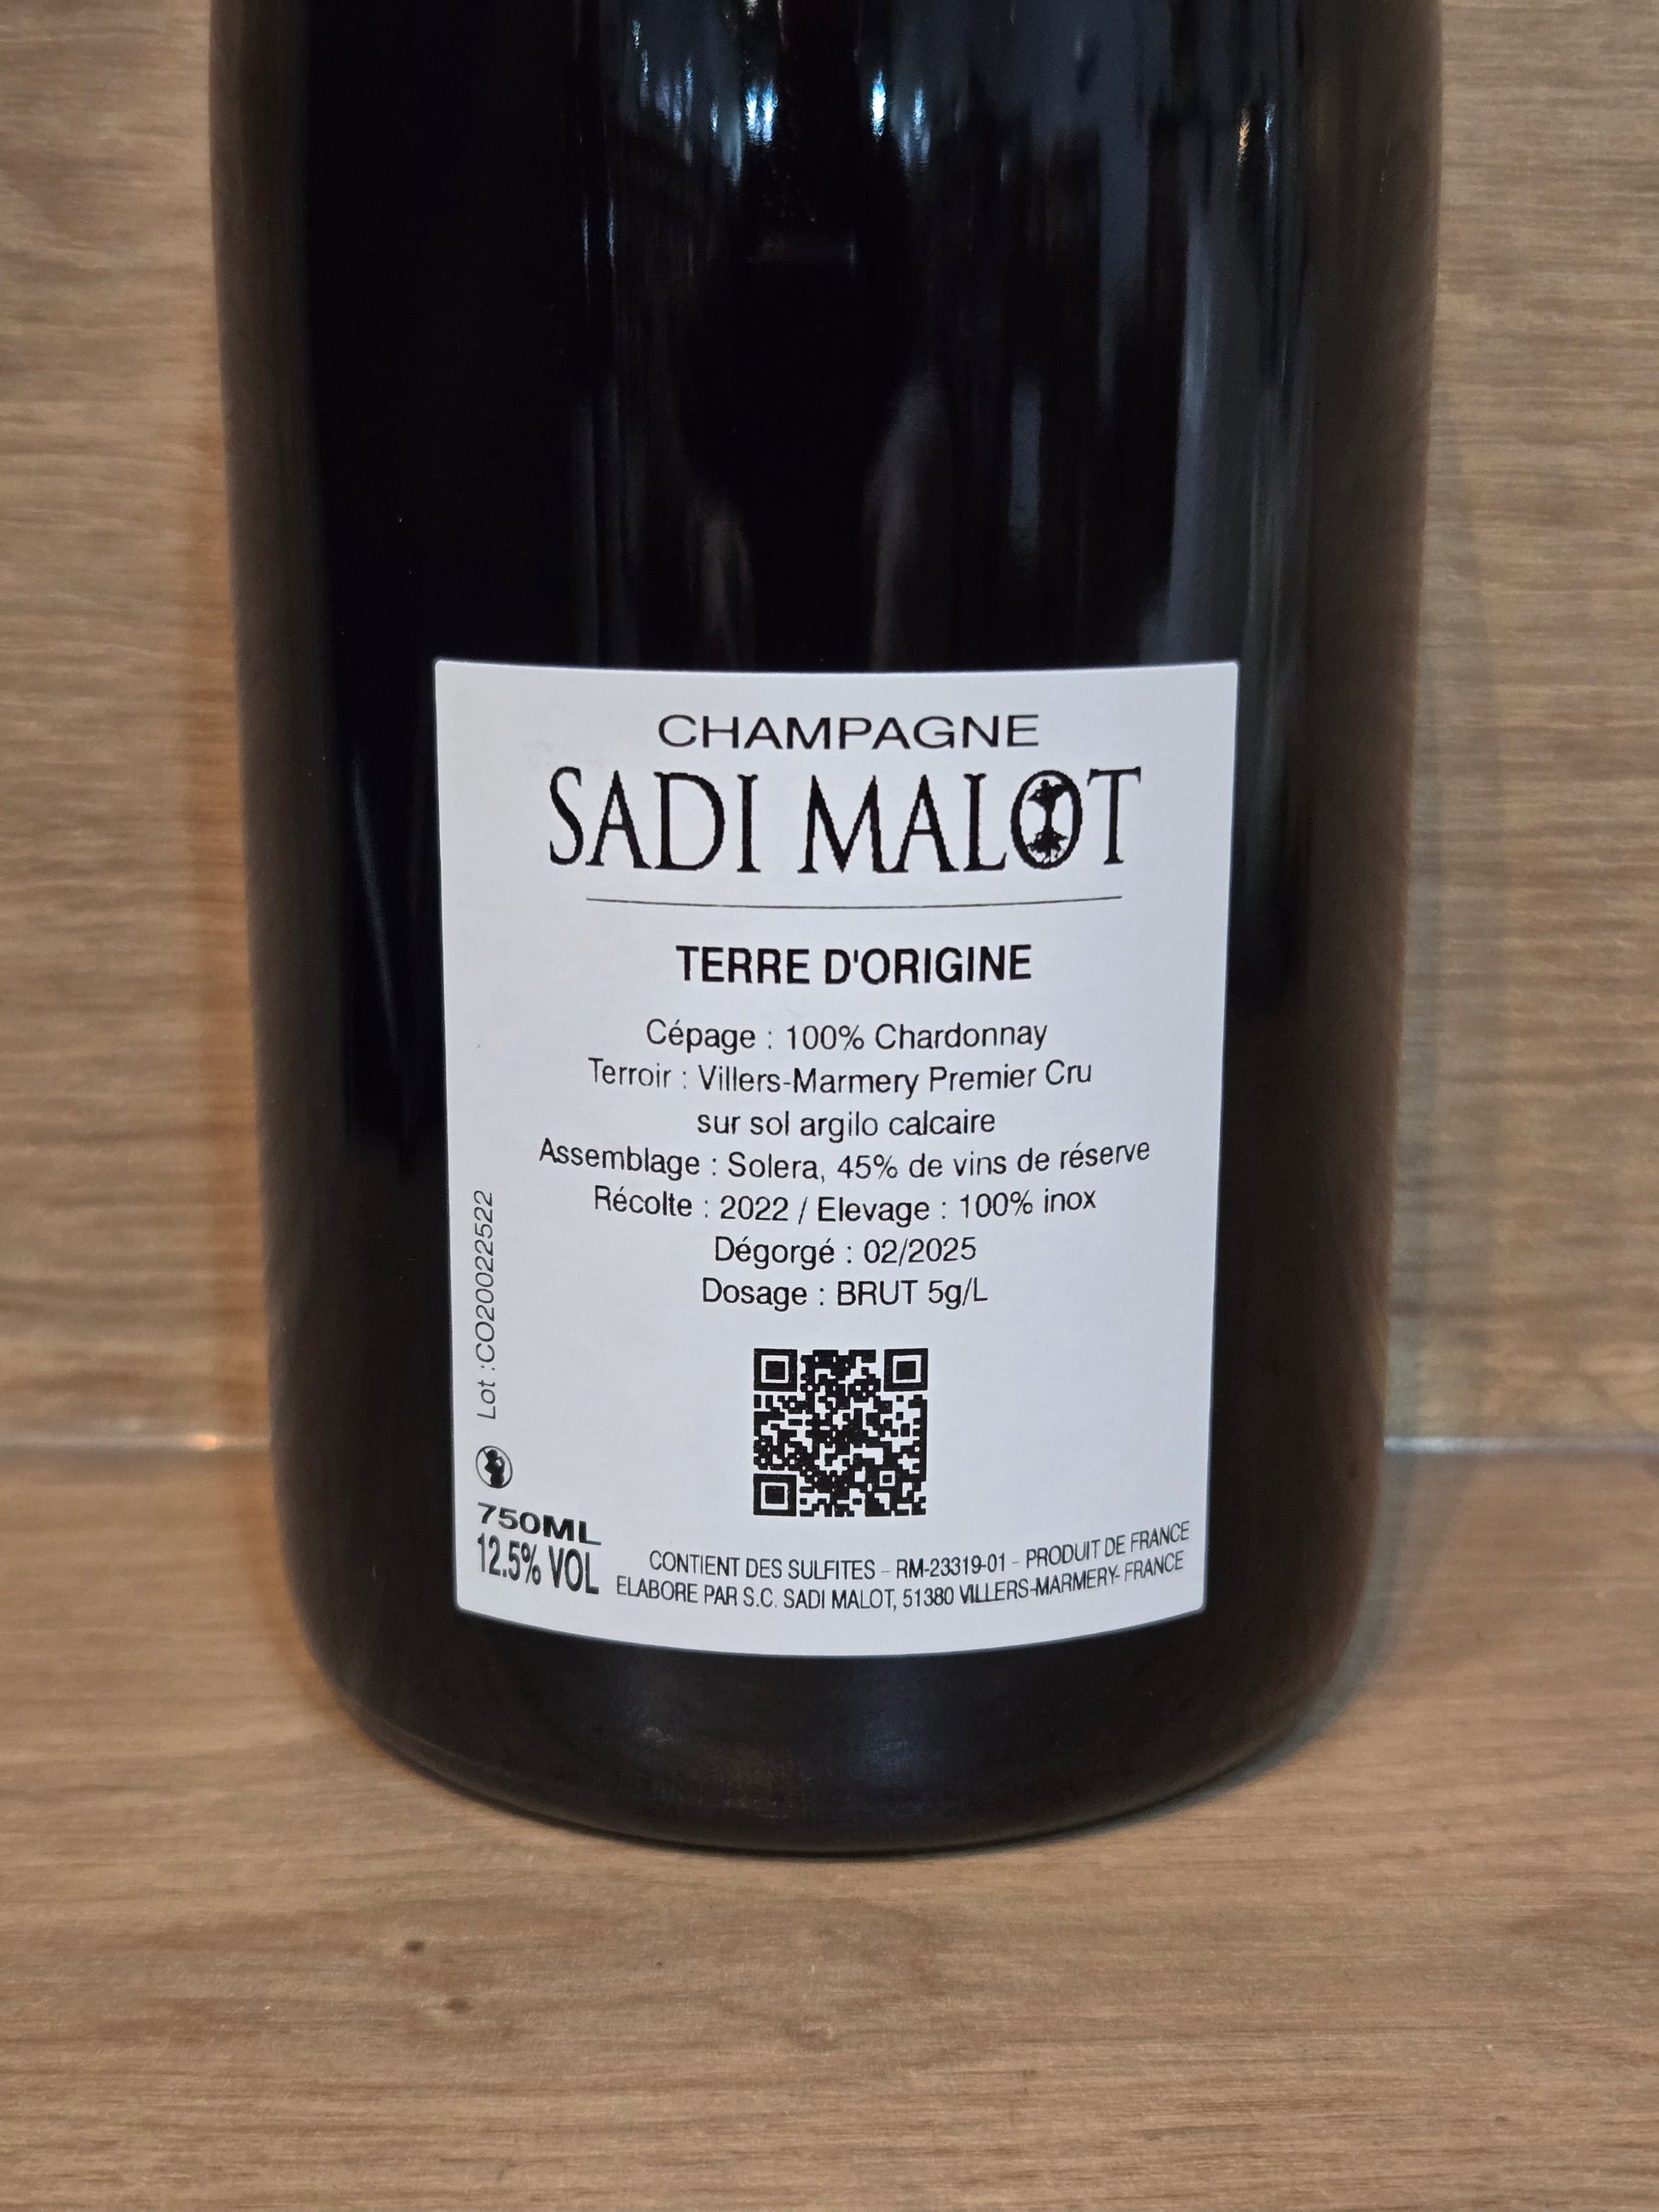 CHAMPAGNE
SADI MALOT
TERRE D'ORIGINE
Cépage : 100% Chardonnay
Terroir : Villers-Marmery Premier Cru
sur sol argilo calcaire
Assemblage : Solera, 45% de vins de réserve
Récolte : 2022 / Elevage : 100% inox
Dégorgé : 02/2025
Dosage : BRUT 5g/L
Lot :CO20022522
750ML
12.5% VOL
CONTIENT DES SULFITES - RM-23319-01 - PRODUIT DE FRANCE
ELABORE PAR S.C. SADI MALOT, 51380 VILLERS-MARMERY- FRANCE